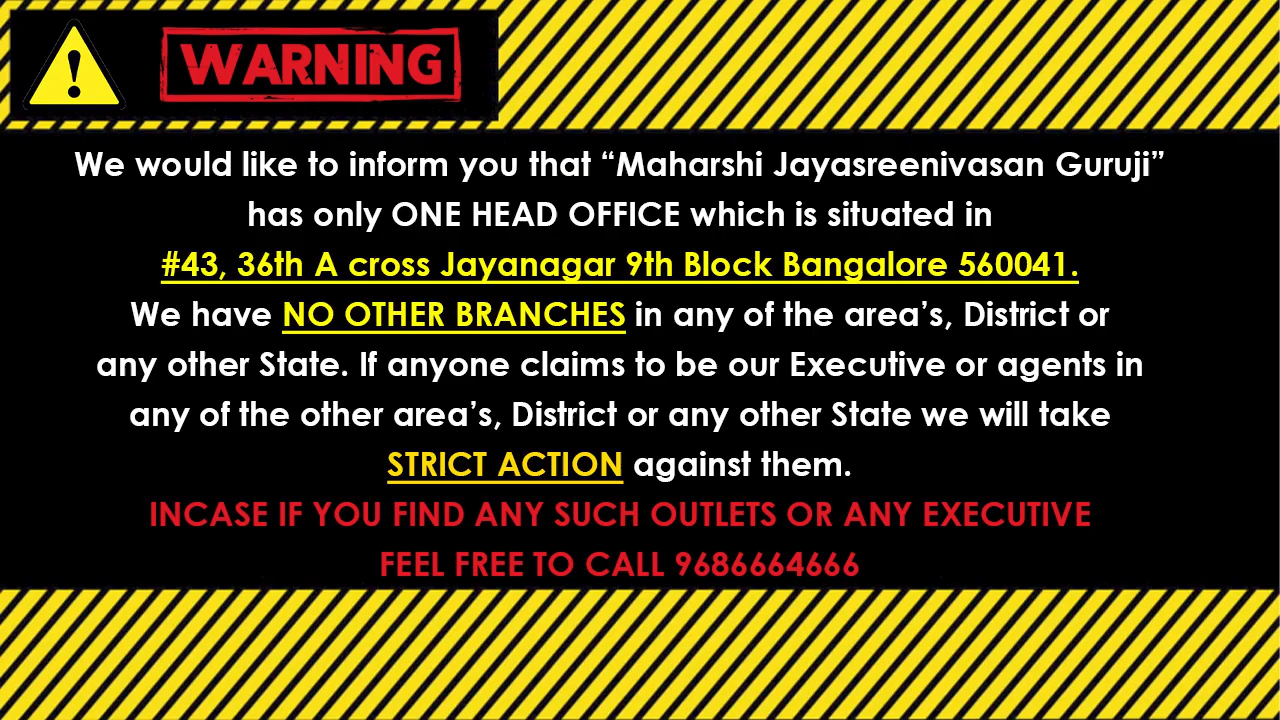 WARNING
We would like to inform you that “Maharshi Jayasreenivasan Guruji”
has only ONE HEAD OFFICE which is situated in
#43, 36th A cross Jayanagar 9th Block Bangalore 560041.
We have NO OTHER BRANCHES in any of the area’s, District or
any other State. If anyone claims to be our Executive or agents in
any of the other area’s, District or any other State we will take
STRICT ACTION against them.
INCASE IF YOU FIND ANY SUCH OUTLETS OR ANY EXECUTIVE
FEEL FREE TO CALL 9686664666